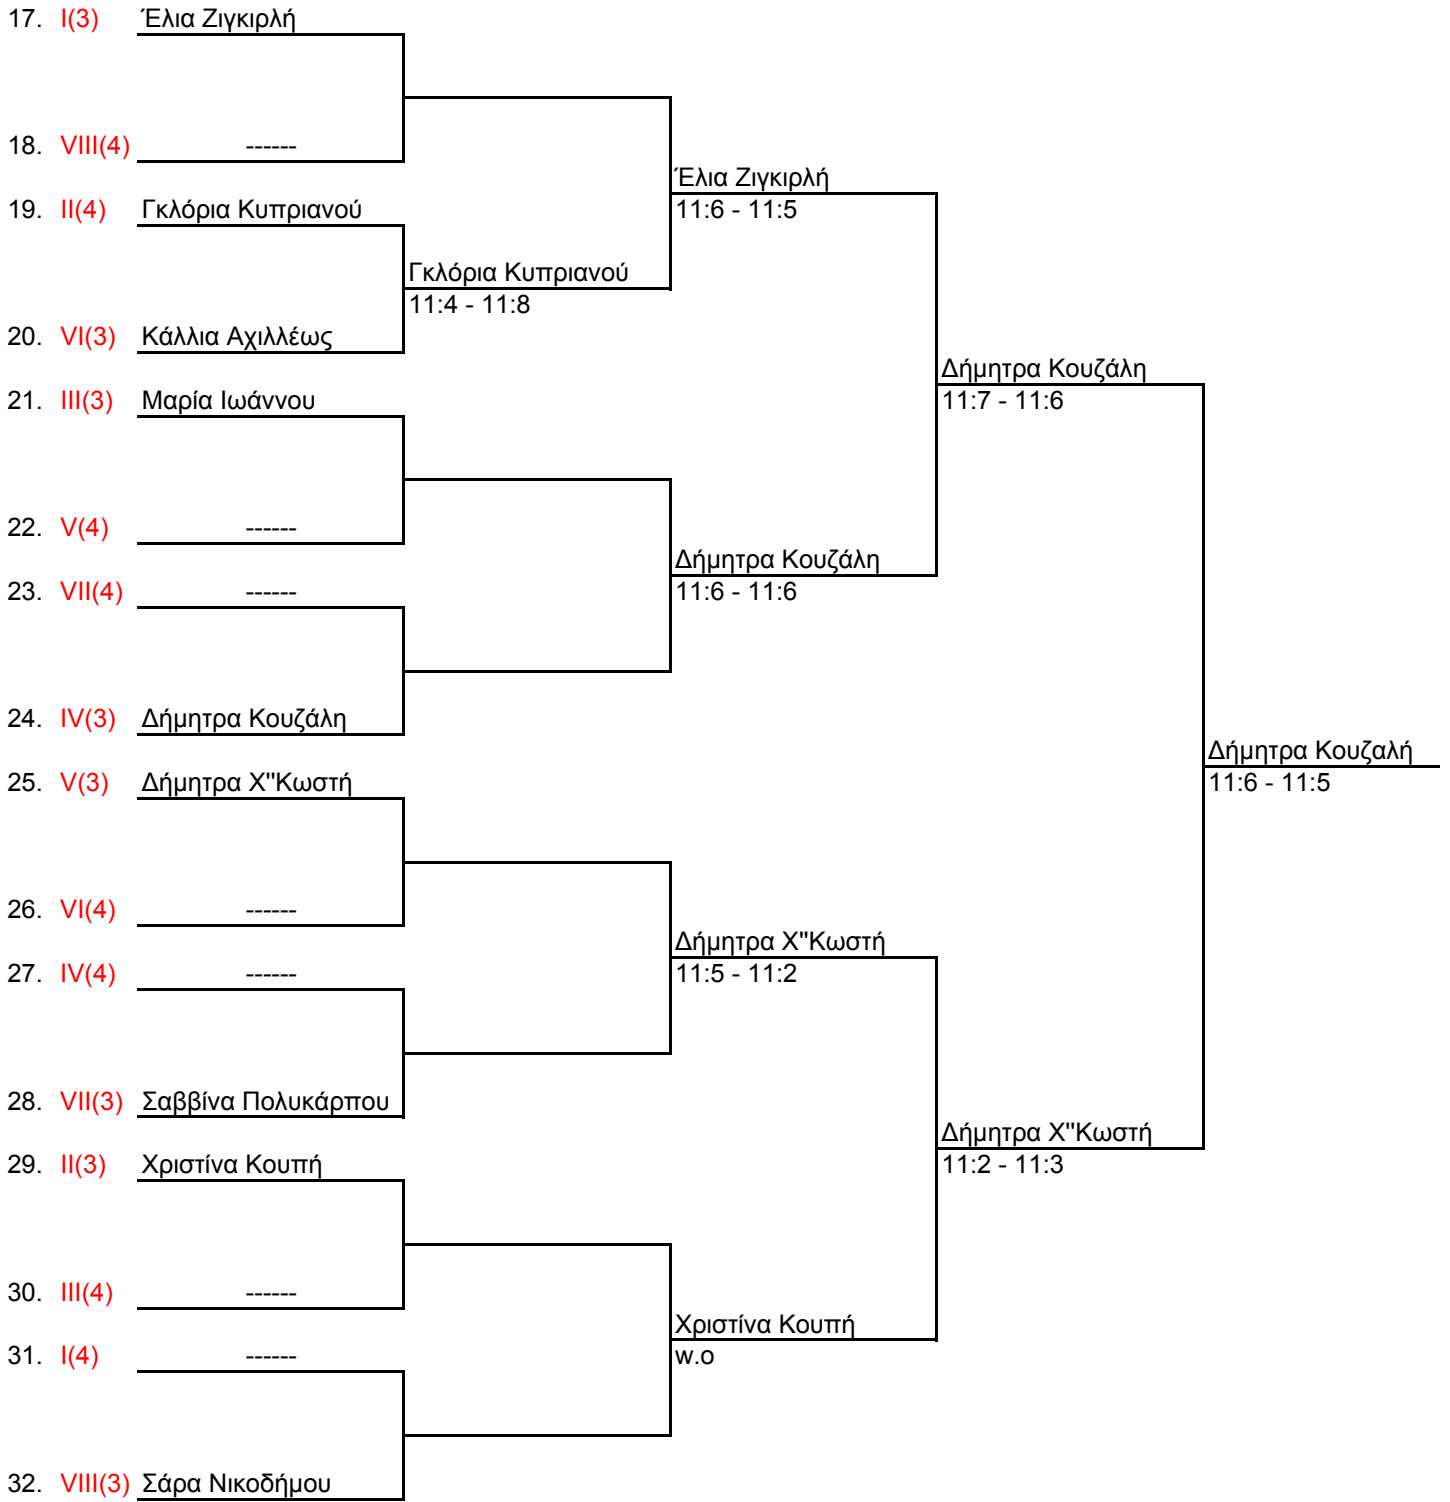 17. I(3) Έλια Ζιγκιρλή
18. VIII(4) ------
Έλια Ζιγκιρλή
19. II(4) Γκλόρια Κυπριανού
11:6 - 11:5
Γκλόρια Κυπριανού
11:4 - 11:8
20. VI(3) Κάλλια Αχιλλέως
Δήμητρα Κουζάλη
21. III(3) Μαρία Ιωάννου
11:7 - 11:6
22. V(4) ------
Δήμητρα Κουζάλη
23. VII(4) ------
11:6 - 11:6
24. IV(3) Δήμητρα Κουζάλη
Δήμητρα Κουζαλή
25. V(3) Δήμητρα Χ"Κωστή
11:6 - 11:5
26. VI(4) ------
Δήμητρα Χ"Κωστή
27. IV(4) ------
11:5 - 11:2
28. VII(3) Σαββίνα Πολυκάρπου
Δήμητρα Χ"Κωστή
29. II(3) Χριστίνα Κουπή
11:2 - 11:3
30. III(4) ------
Χριστίνα Κουπή
31. I(4) ------
w.o
32. VIII(3) Σάρα Νικοδήμου